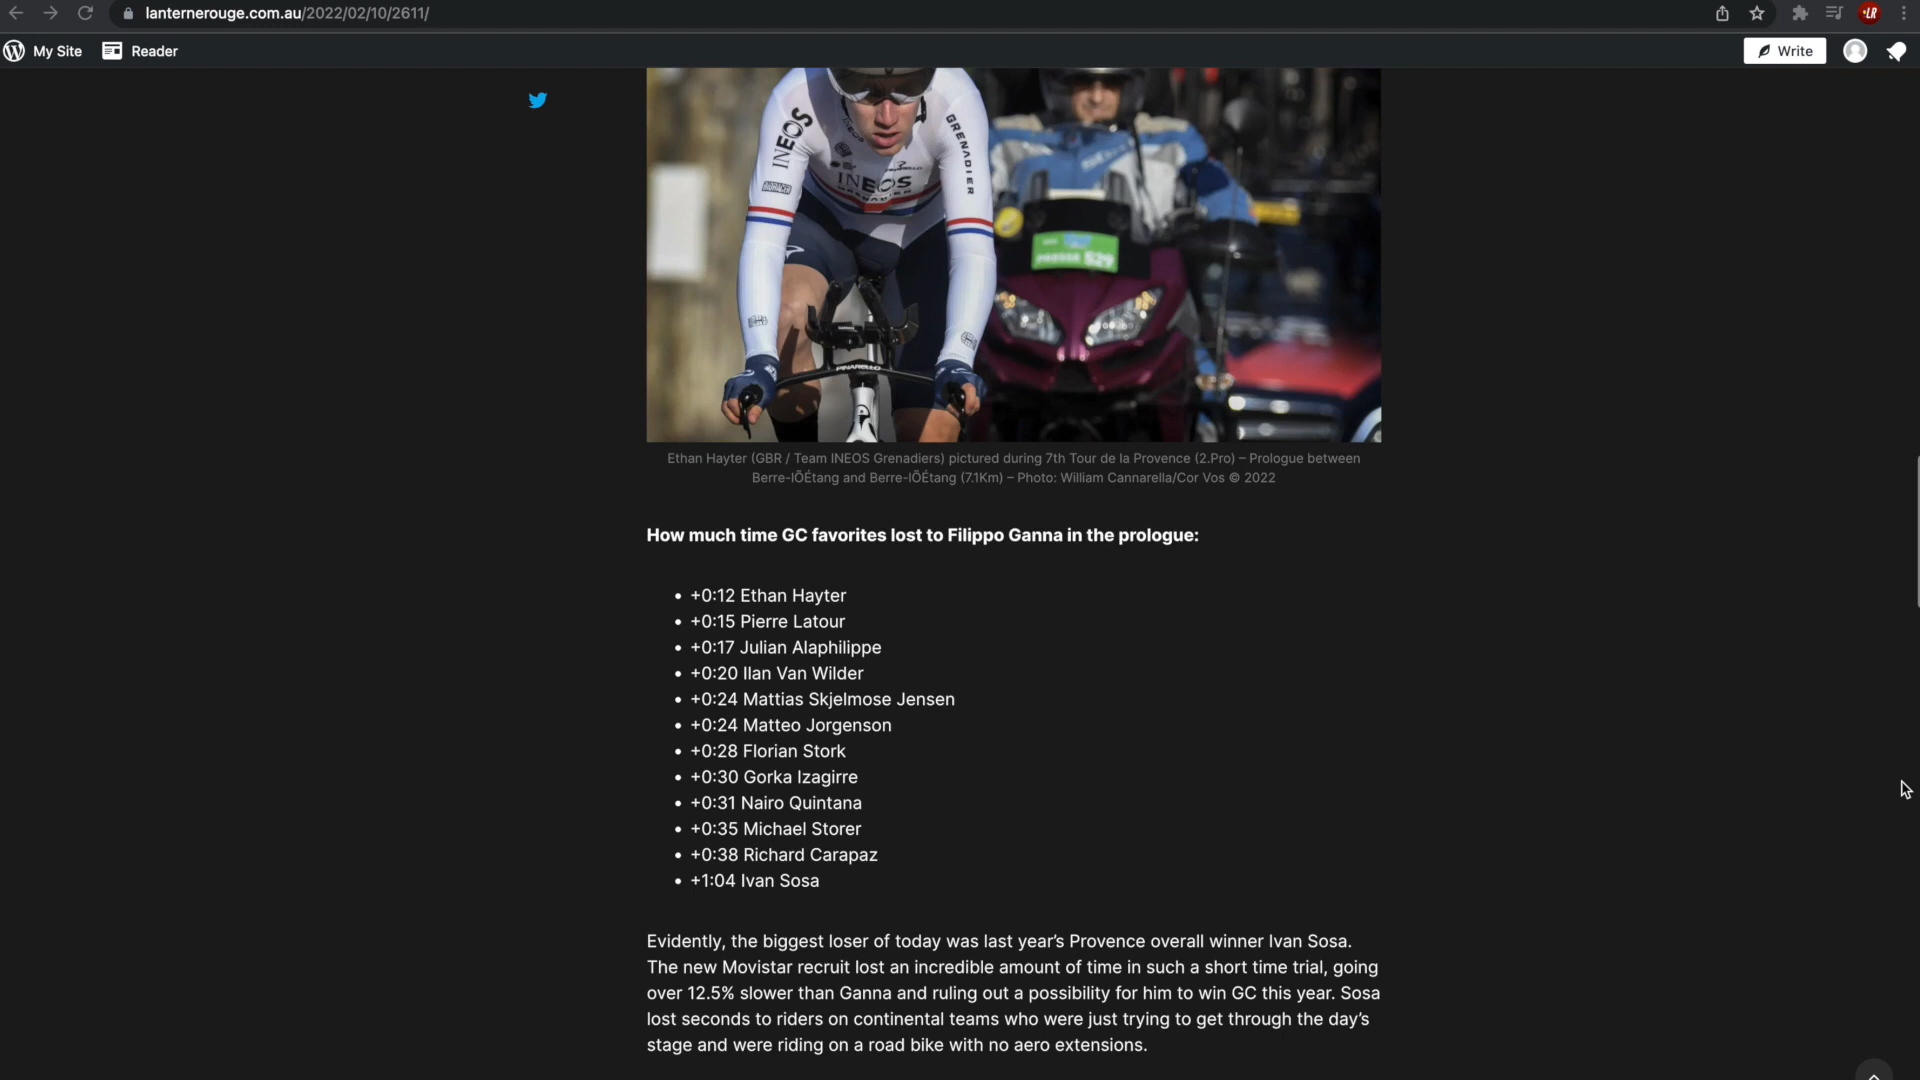 lanternerouge.com.au/2022/02/10/2611/
LR
My Site
Reader
Write
INEOS
GRENADIER
INEOS
PINARELLO
PRESSE 529
Ethan Hayter (GBR / Team INEOS Grenadiers) pictured during 7th Tour de la Provence (2.Pro) – Prologue between
Berre-lÕÉtang and Berre-lÕÉtang (7.1Km) – Photo: William Cannarella/Cor Vos © 2022
How much time GC favorites lost to Filippo Ganna in the prologue:
• +0:12 Ethan Hayter
• +0:15 Pierre Latour
• +0:17 Julian Alaphilippe
• +0:20 Ilan Van Wilder
• +0:24 Mattias Skjelmose Jensen
• +0:24 Matteo Jorgenson
• +0:28 Florian Stork
• +0:30 Gorka Izagirre
• +0:31 Nairo Quintana
• +0:35 Michael Storer
• +0:38 Richard Carapaz
• +1:04 Ivan Sosa
Evidently, the biggest loser of today was last year’s Provence overall winner Ivan Sosa.
The new Movistar recruit lost an incredible amount of time in such a short time trial, going
over 12.5% slower than Ganna and ruling out a possibility for him to win GC this year. Sosa
lost seconds to riders on continental teams who were just trying to get through the day’s
stage and were riding on a road bike with no aero extensions.